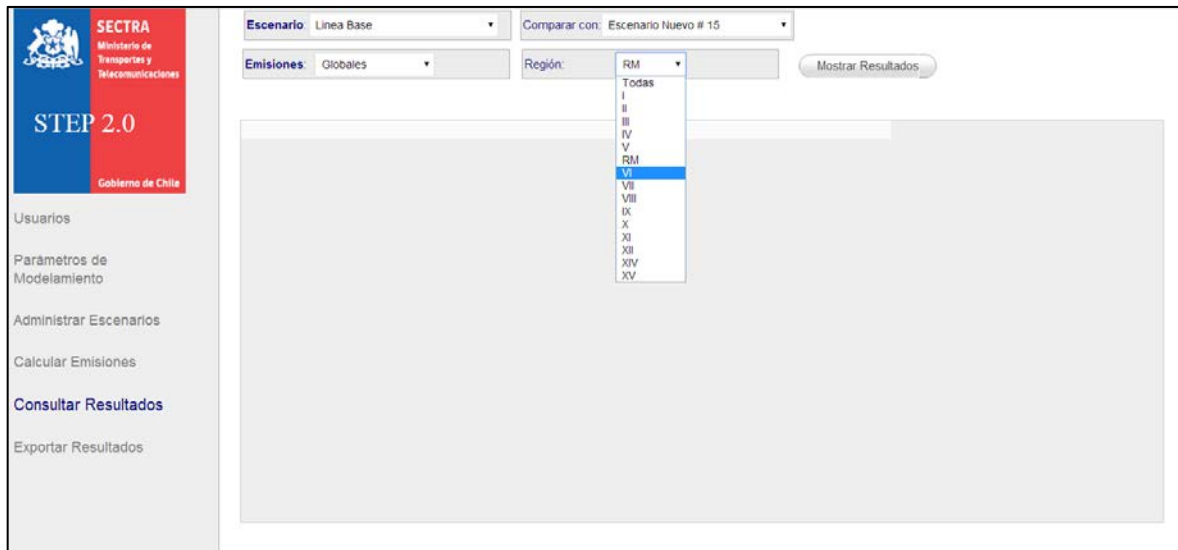 SECTRA
Ministerio de
Transportes y
Telecomunicaciones
STEP 2.0
Gobierno de Chile
Usuarios
Parámetros de
Modelamiento
Administrar Escenarios
Calcular Emisiones
Consultar Resultados
Exportar Resultados
Escenario: Linea Base
Comparar con: Escenario Nuevo # 15
Emisiones: Globales
Región: RM
Mostrar Resultados
Todas
I
II
III
IV
V
RM
VI
VII
VIII
IX
X
XI
XII
XIV
XV